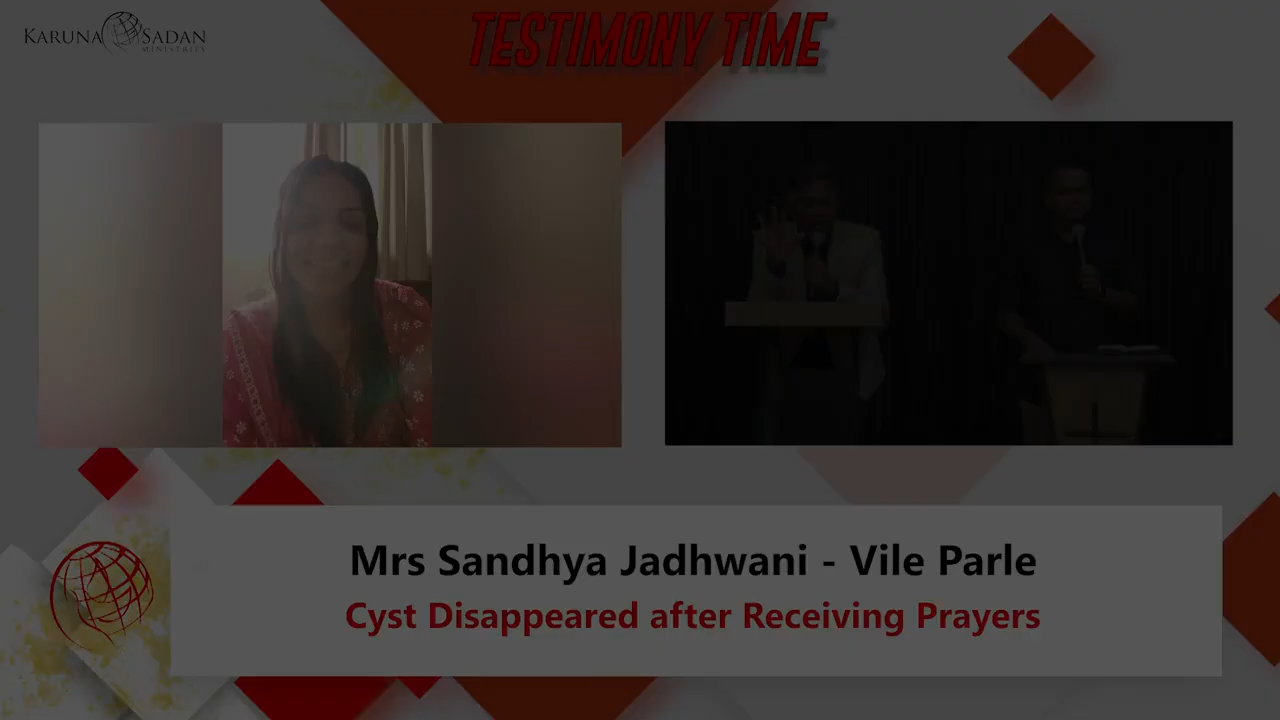 KARUNA SADAN
MINISTRIES
TESTIMONY TIME
Mrs Sandhya Jadhwani - Vile Parle
Cyst Disappeared after Receiving Prayers